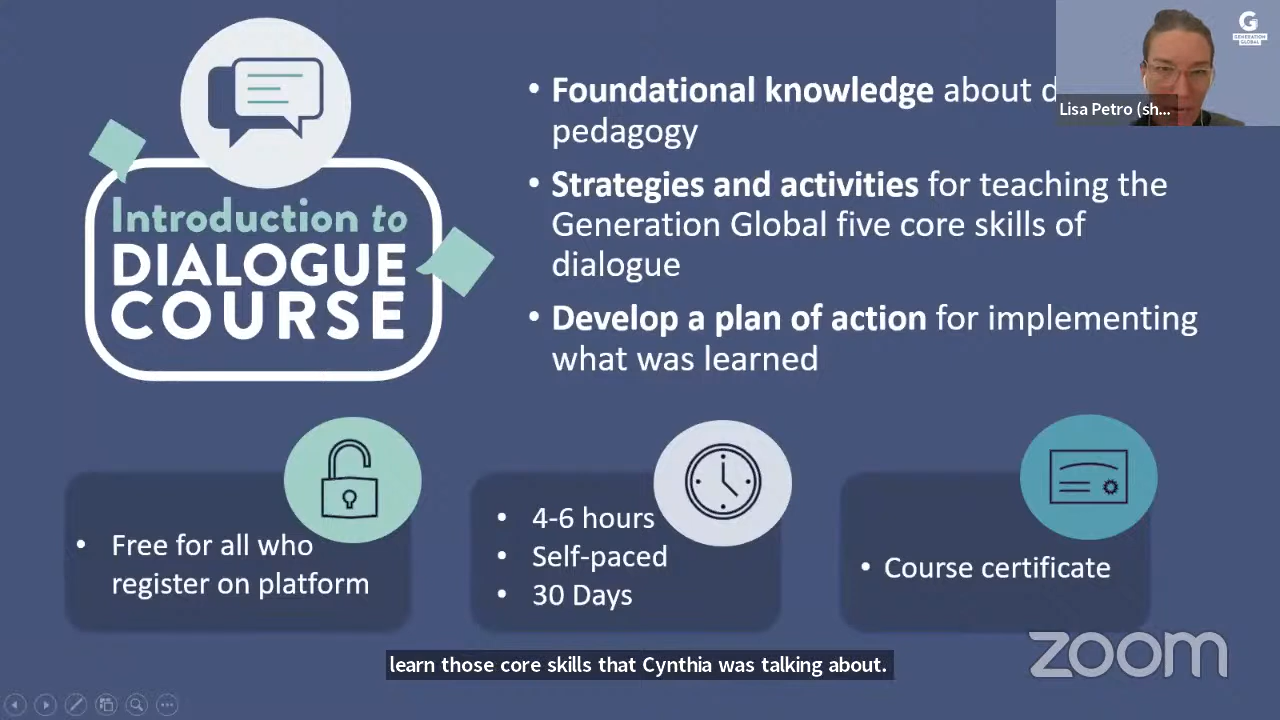 G
GENERATION
GLOBAL
Lisa Petro (sh...
Introduction to
DIALOGUE
COURSE
• Foundational knowledge about
pedagogy
• Strategies and activities for teaching the
Generation Global five core skills of
dialogue
• Develop a plan of action for implementing
what was learned
• Free for all who
register on platform
• 4-6 hours
• Self-paced
• 30 Days
• Course certificate
learn those core skills that Cynthia was talking about.
zoom